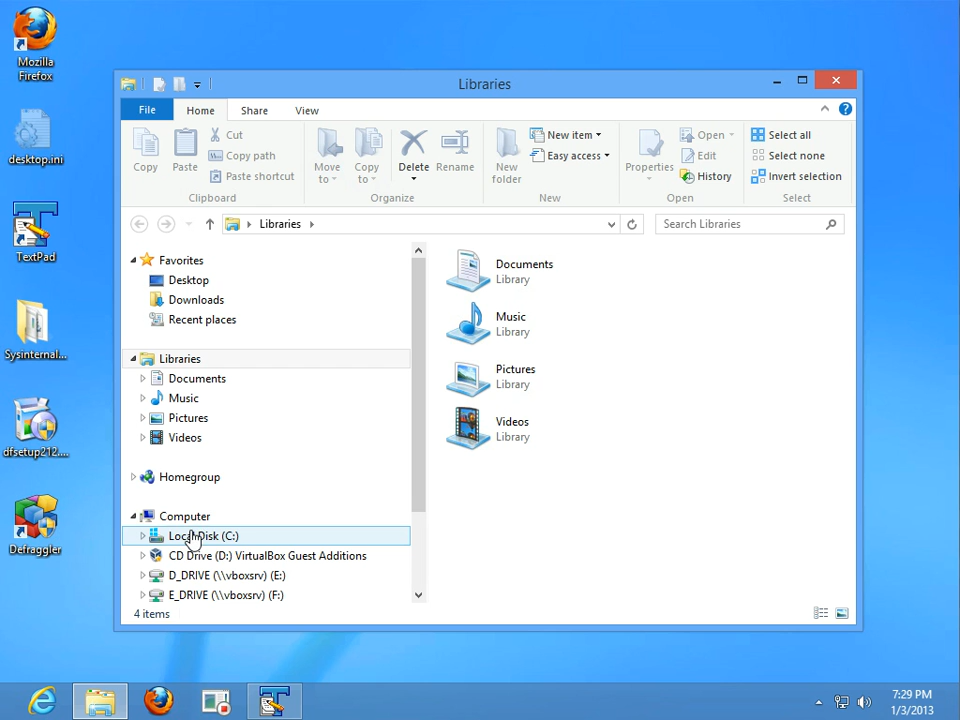 Mozilla
Firefox
desktop.ini
TextPad
Sysinternal...
dfsetup212....
Defraggler
Libraries
File
Home
Share
View
Copy
Paste
Cut
Copy path
Paste shortcut
Clipboard
Move
to
Copy
to
Delete
Rename
Organize
New
folder
New item
Easy access
New
Properties
Open
Edit
History
Open
Select all
Select none
Invert selection
Select
Libraries
Search Libraries
Favorites
Desktop
Downloads
Recent places
Libraries
Documents
Music
Pictures
Videos
Homegroup
Computer
Local Disk (C:)
CD Drive (D:) VirtualBox Guest Additions
D_DRIVE (\\vboxsrv) (E:)
E_DRIVE (\\vboxsrv) (F:)
Documents
Library
Music
Library
Pictures
Library
Videos
Library
4 items
7:29 PM
1/3/2013